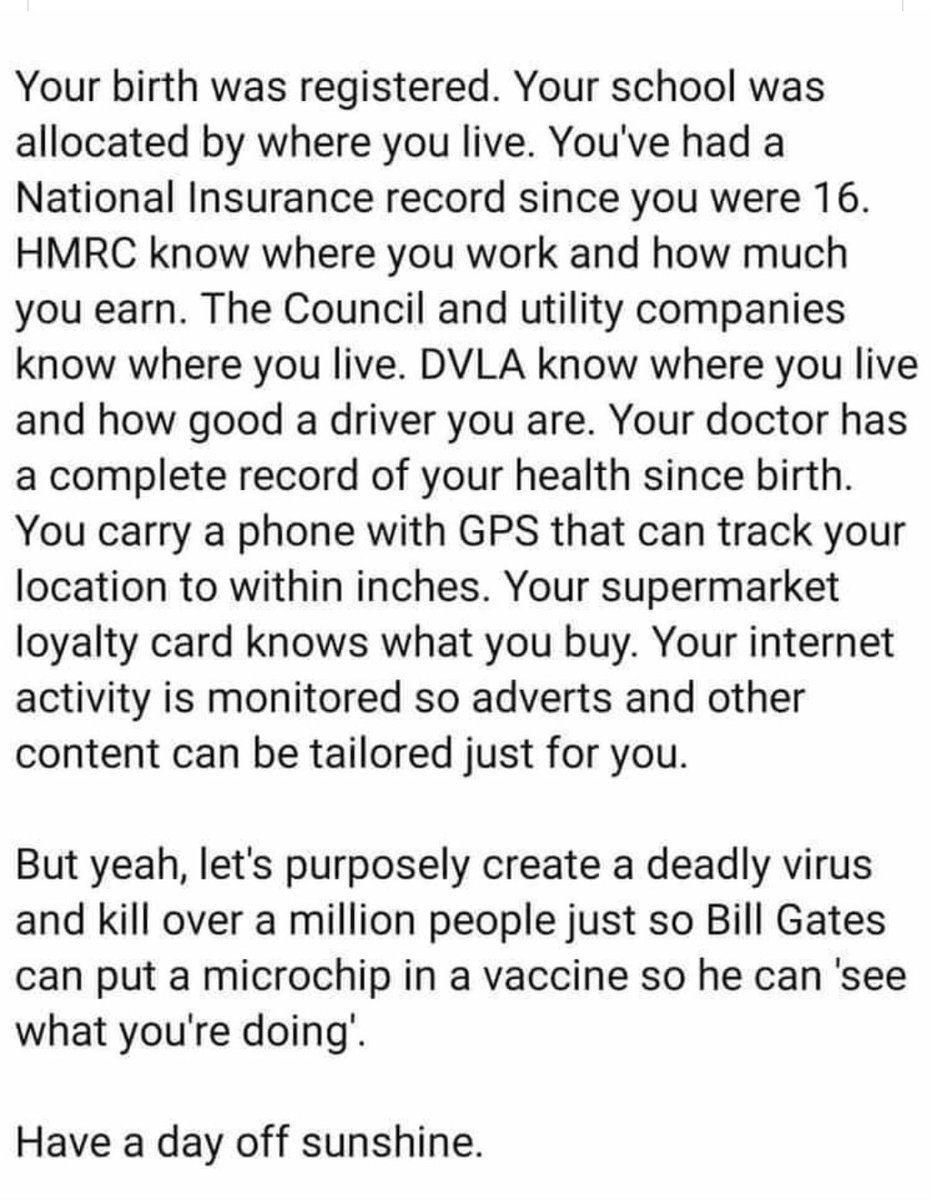 Your birth was registered. Your school was
allocated by where you live. You've had a
National Insurance record since you were 16.
HMRC know where you work and how much
you earn. The Council and utility companies
know where you live. DVLA know where you live
and how good a driver you are. Your doctor has
a complete record of your health since birth.
You carry a phone with GPS that can track your
location to within inches. Your supermarket
loyalty card knows what you buy. Your internet
activity is monitored so adverts and other
content can be tailored just for you.
But yeah, let's purposely create a deadly virus
and kill over a million people just so Bill Gates
can put a microchip in a vaccine so he can 'see
what you're doing'.
Have a day off sunshine.